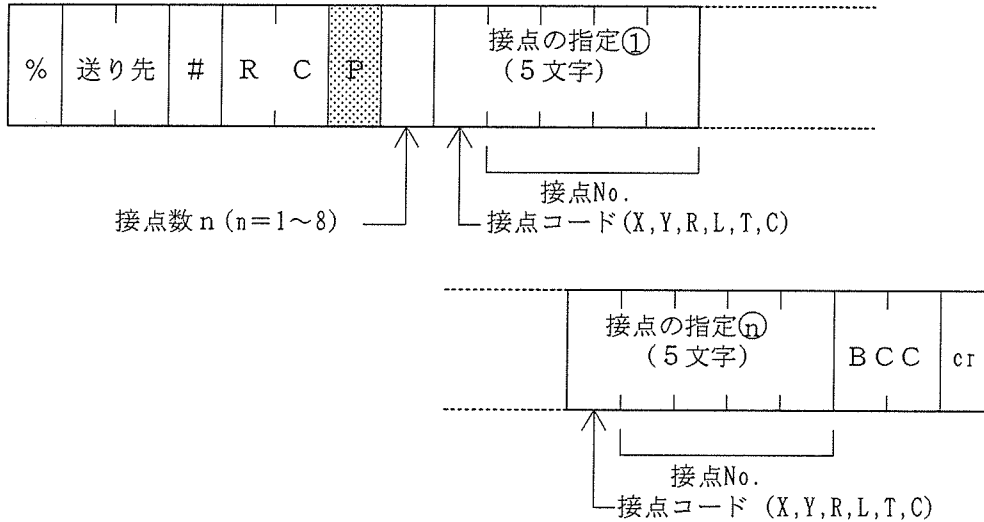 % 送り先 # R C P 接点の指定①
(5文字)
接点No.
接点数n(n=1~8)
接点コード(X,Y,R,L,T,C)
接点の指定ⓝ
(5文字)
BCC cr
接点No.
接点コード (X,Y,R,L,T,C)